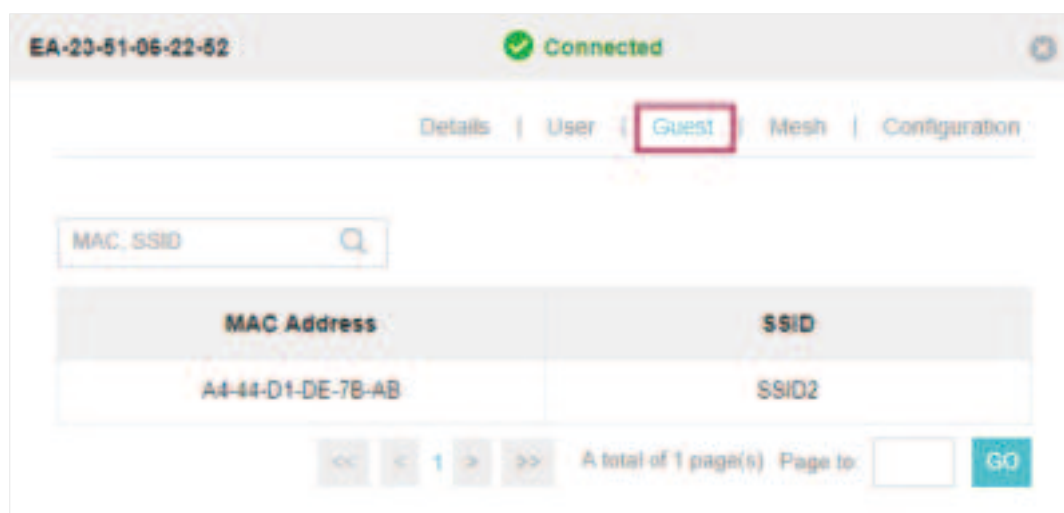 EA-23-51-06-22-52 Connected
Details | User | Guest | Mesh | Configuration
MAC, SSID
MAC Address SSID
A4-44-D1-DE-7B-AB SSID2
<< < 1 > >> A total of 1 page(s) Page to: GO